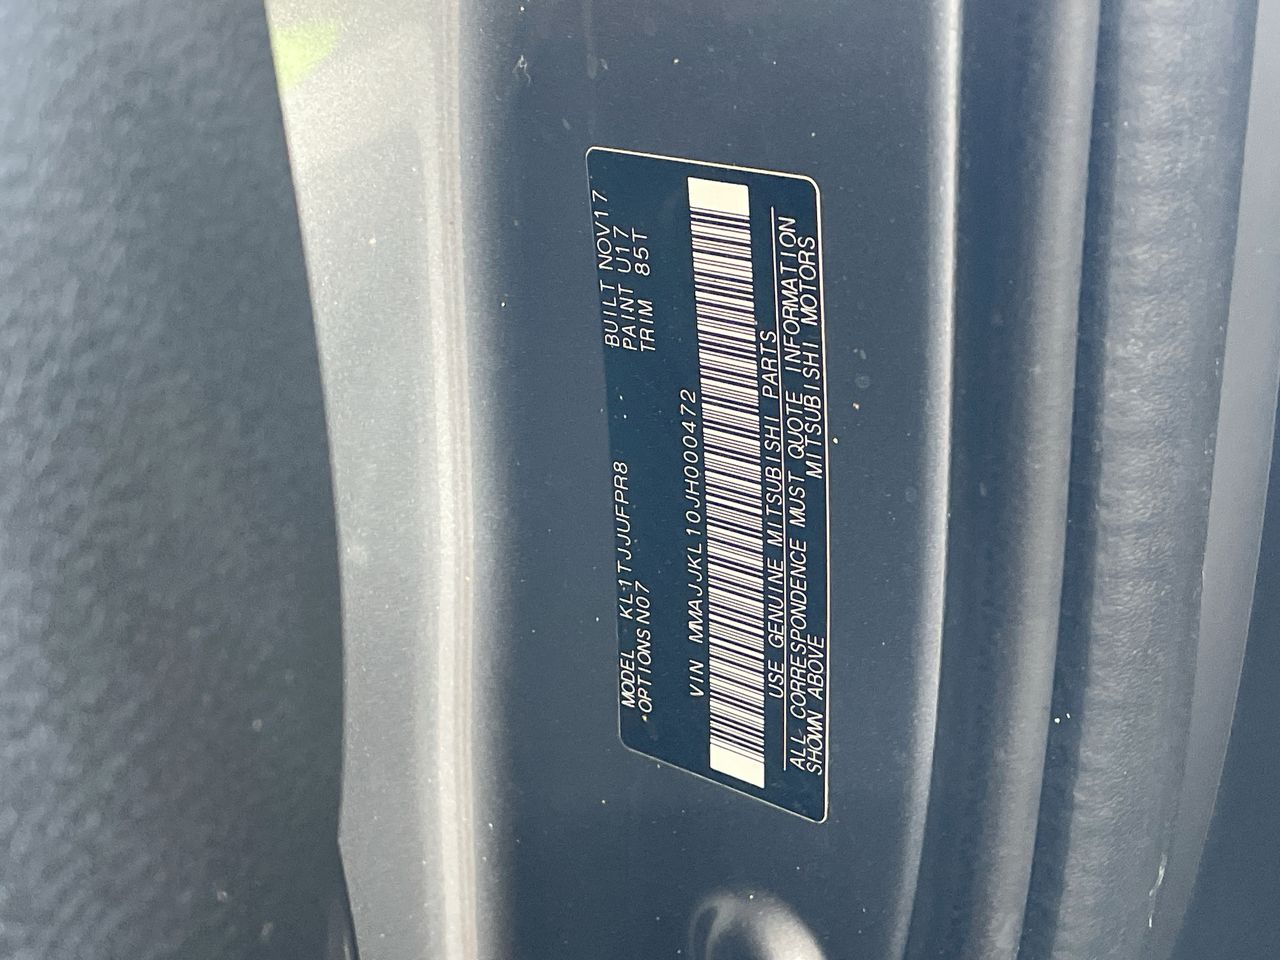 MODEL KL1TJJUFPR8 BUILT NOV17
OPTIONS N07 PAINT U17
TRIM 85T
VIN MMAJJKL10JH000472
USE GENUINE MITSUBISHI PARTS
ALL CORRESPONDENCE MUST QUOTE INFORMATION
SHOWN ABOVE MITSUBISHI MOTORS